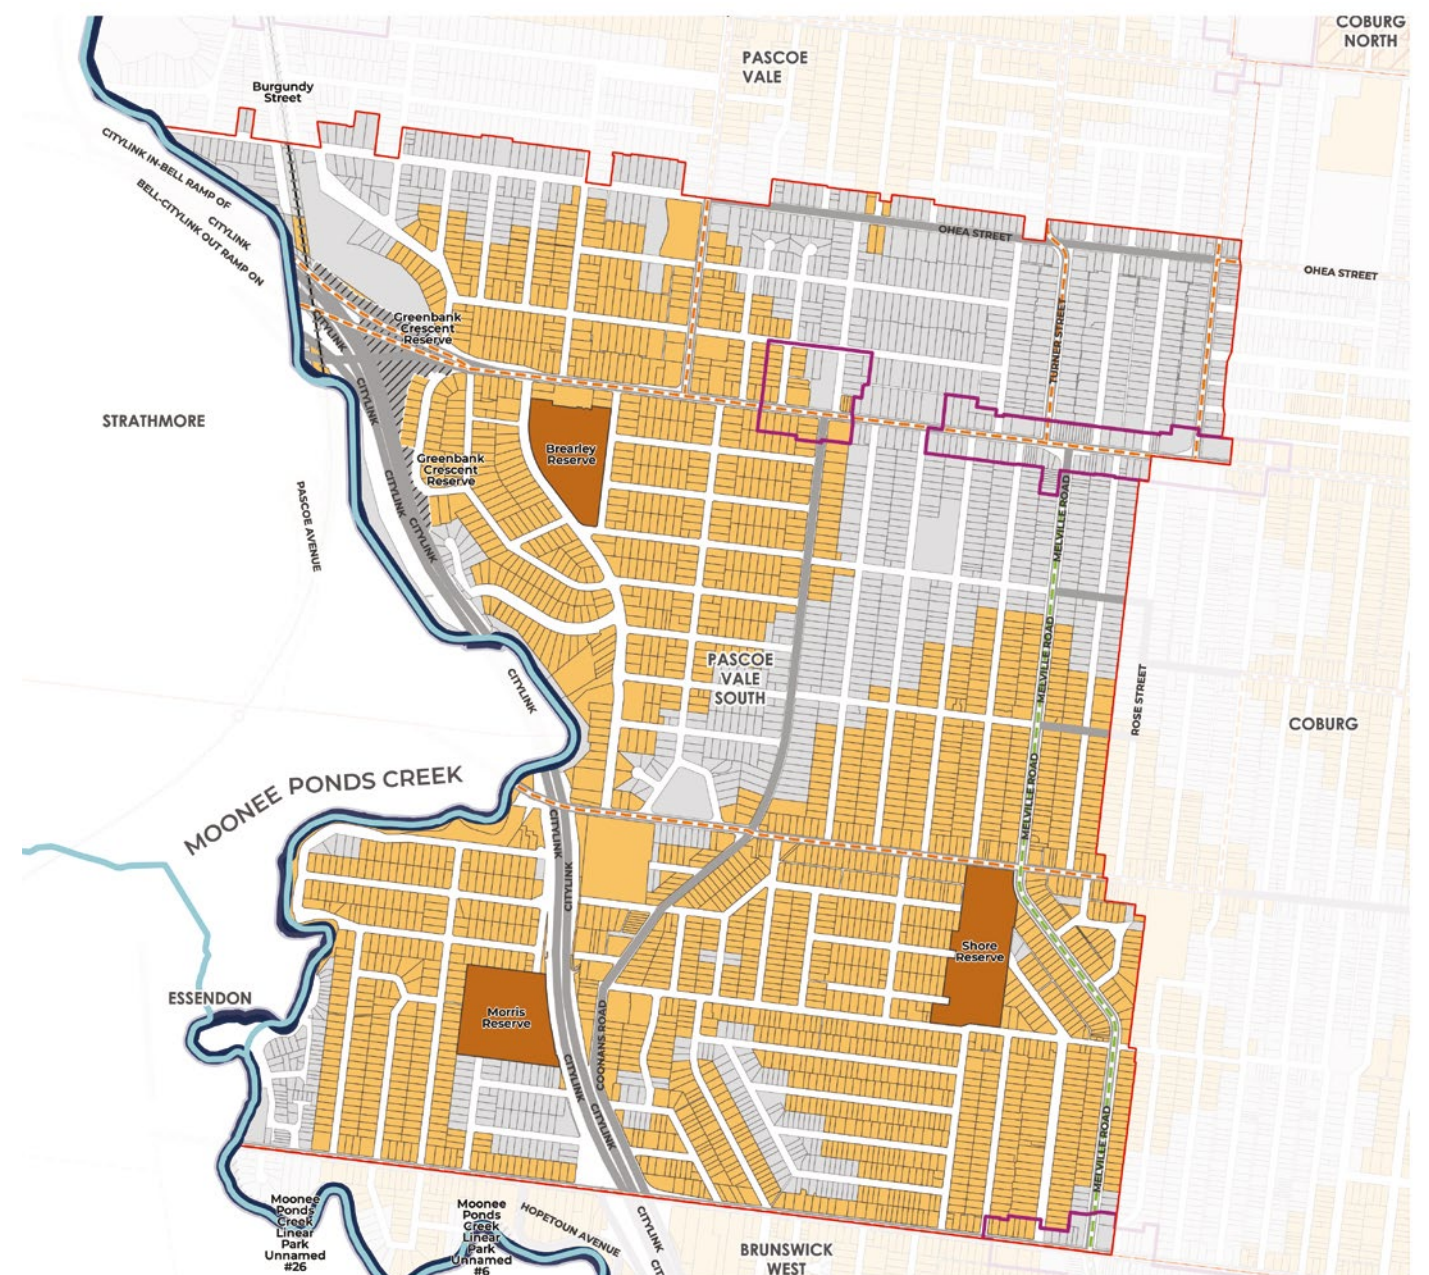 COBURG
NORTH
PASCOE
VALE
Burgundy
Street
CITYLINK IN-BELL RAMP OF
CITYLINK
BELL-CITYLINK OUT RAMP ON
OHEA STREET
OHEA STREET
CITYLINK
Greenbank
Crescent
Reserve
TURNER STREET
CITYLINK
STRATHMORE
Brearley
Reserve
Greenbank
Crescent
Reserve
CITYLINK
CITYLINK
PASCOE AVENUE
MELVILLE ROAD
MELVILLE ROAD
PASCOE
VALE
SOUTH
CITYLINK
ROSE STREET
COBURG
MOONEE PONDS CREEK
MELVILLE ROAD
CITYLINK
CITYLINK
Shore
Reserve
ESSENDON
Morris
Reserve
COONANS ROAD
CITYLINK
CITYLINK
MELVILLE ROAD
Moonee
Ponds
Creek
Linear
Park
Unnamed
#26
Moonee
Ponds
Creek
Linear
Park
Unnamed
#6
HOPETOUN AVENUE
CITYLINK
CIT
BRUNSWICK
WEST